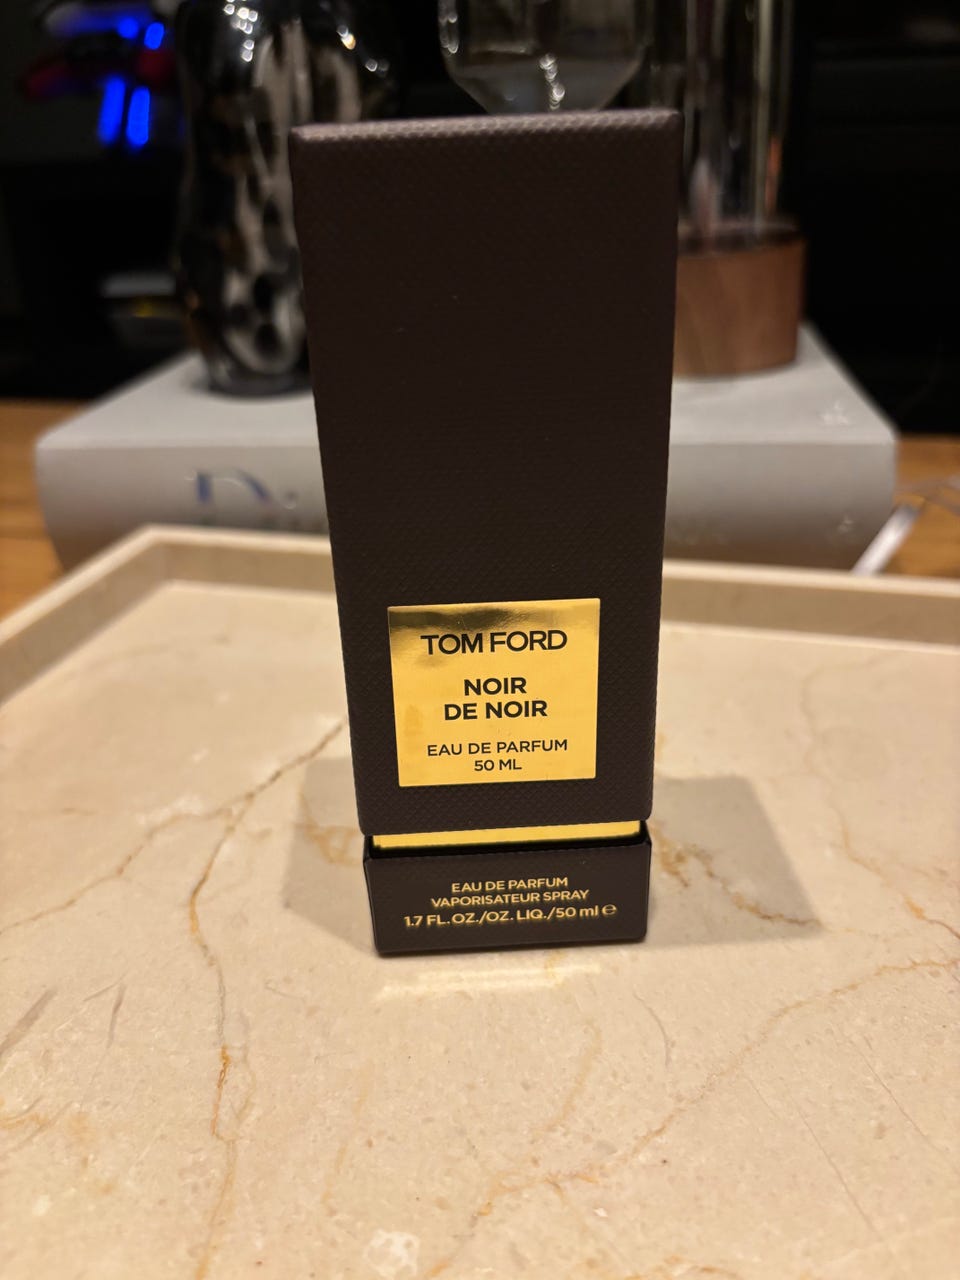 TOM FORD
NOIR
DE NOIR
EAU DE PARFUM
50 ML
EAU DE PARFUM
VAPORISATEUR SPRAY
1.7 FL. OZ./OZ. LIQ./50 ml ℮